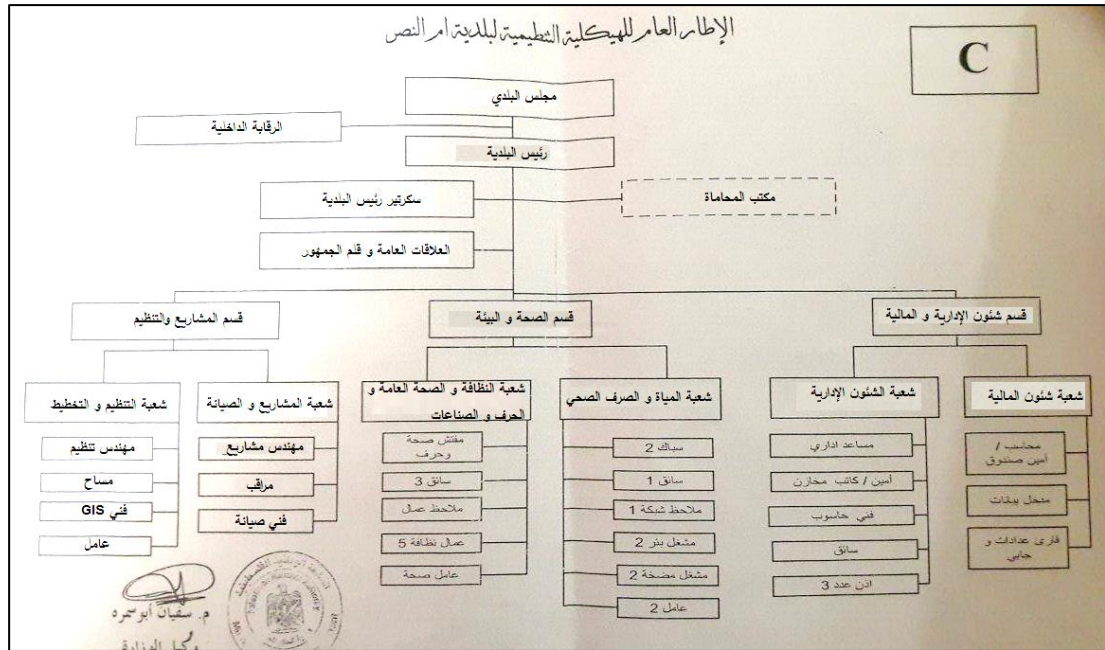 الإطار العام للهيكلية التنظيمية لبلدية ام النصر
C
مجلس البلدي
الرقابة الداخلية
رئيس البلدية
سكرتير رئيس البلدية
مكتب المحاماة
العلاقات العامة و قلم الجمهور
قسم شئون الإدارية و المالية
قسم الصحة و البيئة
قسم المشاريع والتنظيم
شعبة شئون المالية
محاسب /
أمين صندوق
مدخل بيانات
قارئ عدادات و
جابي
شعبة الشئون الإدارية
مساعد اداري
أمين / كاتب مخازن
فني حاسوب
سائق
اذن عدد 3
شعبة المياة و الصرف الصحي
سباك 2
سائق 1
ملاحظ شبكة 1
مشغل بئر 2
مشغل مضخة 2
عامل 2
شعبة النظافة و الصحة العامة و
الحرف و الصناعات
مفتش صحة
وحرف
سائق 3
ملاحظ عمال
عمال نظافة 5
عامل صحة
شعبة المشاريع و الصيانة
مهندس مشاريع
مراقب
فني صيانة
شعبة التنظيم و التخطيط
مهندس تنظيم
مساح
فني GIS
عامل
م. سفيان أبو سمره
وكيل الوزارة